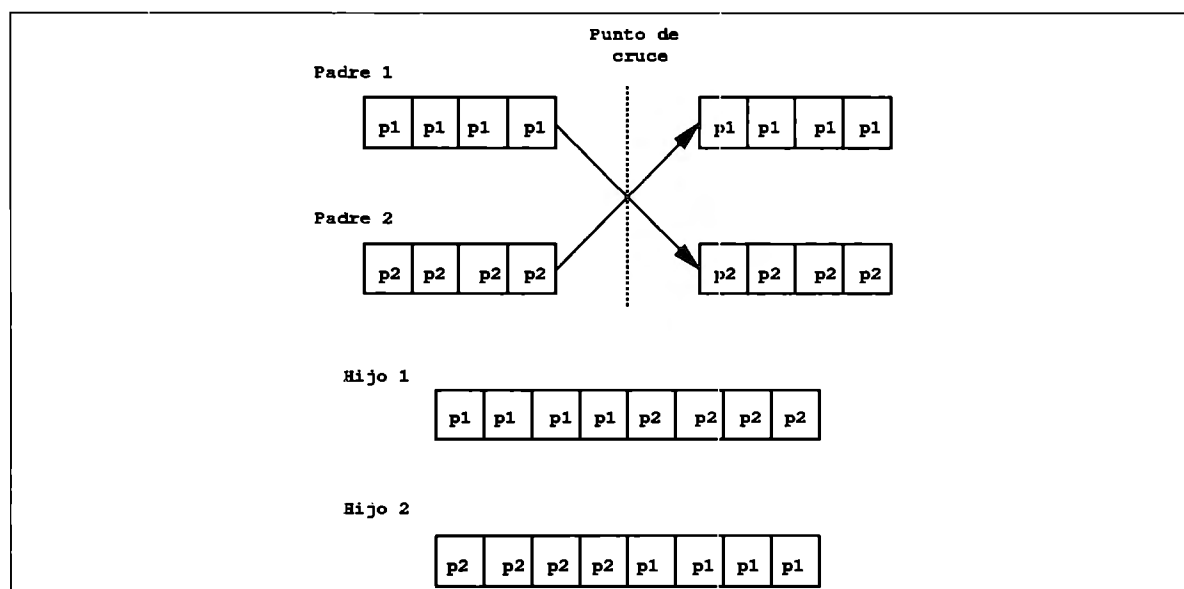 Punto de
cruce
Padre 1
p1 p1 p1 p1 p1 p1 p1 p1
Padre 2
p2 p2 p2 p2 p2 p2 p2 p2
Hijo 1
p1 p1 p1 p1 p2 p2 p2 p2
Hijo 2
p2 p2 p2 p2 p1 p1 p1 p1